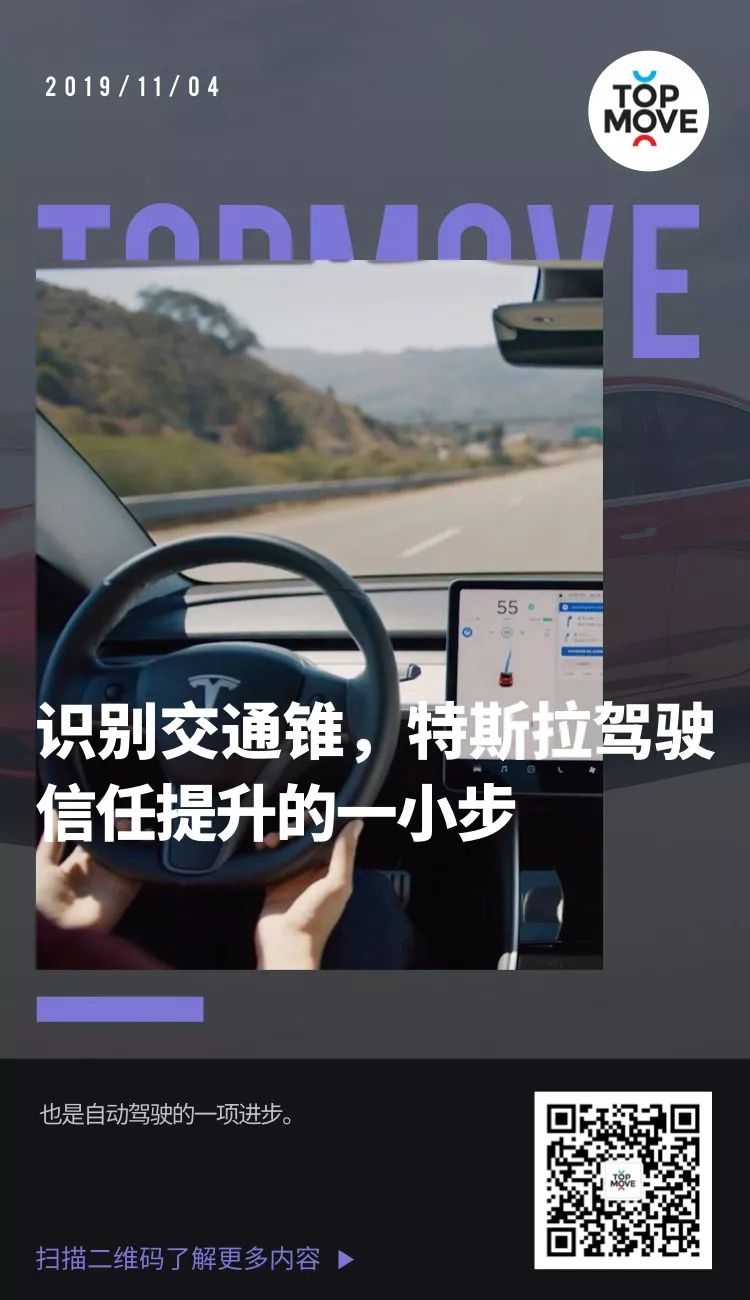 2019/11/04
TOP
MOVE
TOPMOVE
55
识别交通锥，特斯拉驾驶
信任提升的一小步
也是自动驾驶的一项进步。
TOP
MOVE
扫描二维码了解更多内容